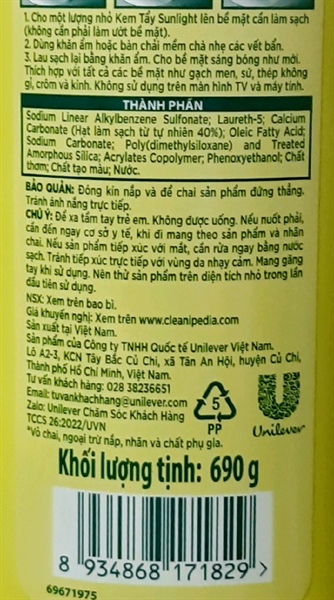 1. Cho một lượng nhỏ Kem Tẩy Sunlight lên bề mặt cần làm sạch
(không cần phải làm ướt bề mặt).
2. Dùng khăn ẩm hoặc bàn chải mềm chà nhẹ các vết bẩn.
3. Lau sạch lại bằng khăn ẩm. Cho bề mặt sáng bóng như mới.
Thích hợp với tất cả các bề mặt như gạch men, sứ, thép không
gỉ, crôm và kính. Không sử dụng trên màn hình TV và máy tính.
THÀNH PHẦN
Sodium Linear Alkylbenzene Sulfonate; Laureth-5; Calcium
Carbonate (Hạt làm sạch từ tự nhiên 40%); Oleic Fatty Acid;
Sodium Carbonate; Poly(dimethylsiloxane) and Treated
Amorphous Silica; Acrylates Copolymer; Phenoxyethanol; Chất
thơm; Chất tạo màu; Nước.
BẢO QUẢN: Đóng kín nắp và để chai sản phẩm đứng thẳng.
Tránh ánh nắng trực tiếp.
CHÚ Ý: Để xa tầm tay trẻ em. Không được uống. Nếu nuốt phải,
cần đến ngay cơ sở y tế, khi đi mang theo sản phẩm và nhãn
chai. Nếu sản phẩm tiếp xúc với mắt, cần rửa ngay bằng nước
sạch. Tránh tiếp xúc trực tiếp với vùng da nhạy cảm. Mang găng
tay khi sử dụng. Nên thử sản phẩm trên diện tích nhỏ trong lần
đầu tiên sử dụng.
NSX: Xem trên bao bì.
Giá khuyến nghị: Xem trên www.cleanipedia.com
Sản xuất tại Việt Nam.
Sản phẩm của Công ty TNHH Quốc tế Unilever Việt Nam.
Lô A2-3, KCN Tây Bắc Củ Chi, xã Tân An Hội, huyện Củ Chi,
Thành phố Hồ Chí Minh, Việt Nam.
Tư vấn khách hàng: 028 38236651
Email:tuvankhachhang@unilever.com
Zalo: Unilever Chăm Sóc Khách Hàng
TCCS 26:2022/UVN
*Vỏ chai, ngoại trừ nắp, nhãn và chất phụ gia.
5
PP
Unilever
Khối lượng tịnh: 690 g
8 934868 171829 >
69671975